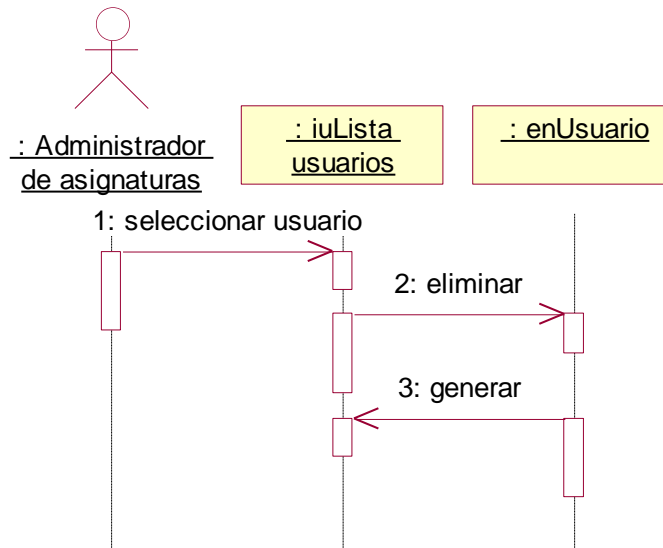 : Administrador
de asignaturas
: iuLista
usuarios
: enUsuario
1: seleccionar usuario
2: eliminar
3: generar